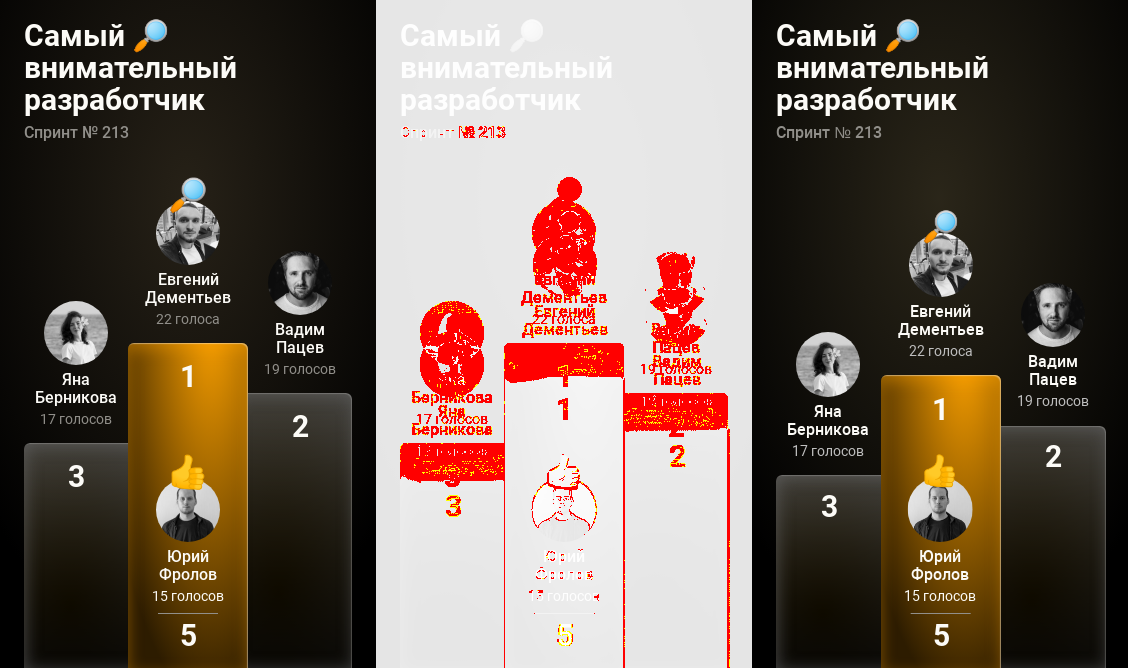 Самый 🔎
внимательный
разработчик
Спринт № 213
Евгений
Дементьев
22 голоса
Вадим
Пацев
19 голосов
Яна
Берникова
17 голосов
1
2
3
👍
Юрий
Фролов
15 голосов
5
Самый 🔎
внимательный
разработчик
Спринт № 213
Евгений
Дементьев
22 голоса
Евгений
Дементьев
Пацев
Вадим
19 голосов
Пацев
Берникова
17 голосов
Яна
Берникова
1
1
2
2
3
3
Юрий
Фролов
15 голосов
5
Самый 🔎
внимательный
разработчик
Спринт № 213
Евгений
Дементьев
22 голоса
Вадим
Пацев
19 голосов
Яна
Берникова
17 голосов
1
2
3
👍
Юрий
Фролов
15 голосов
5